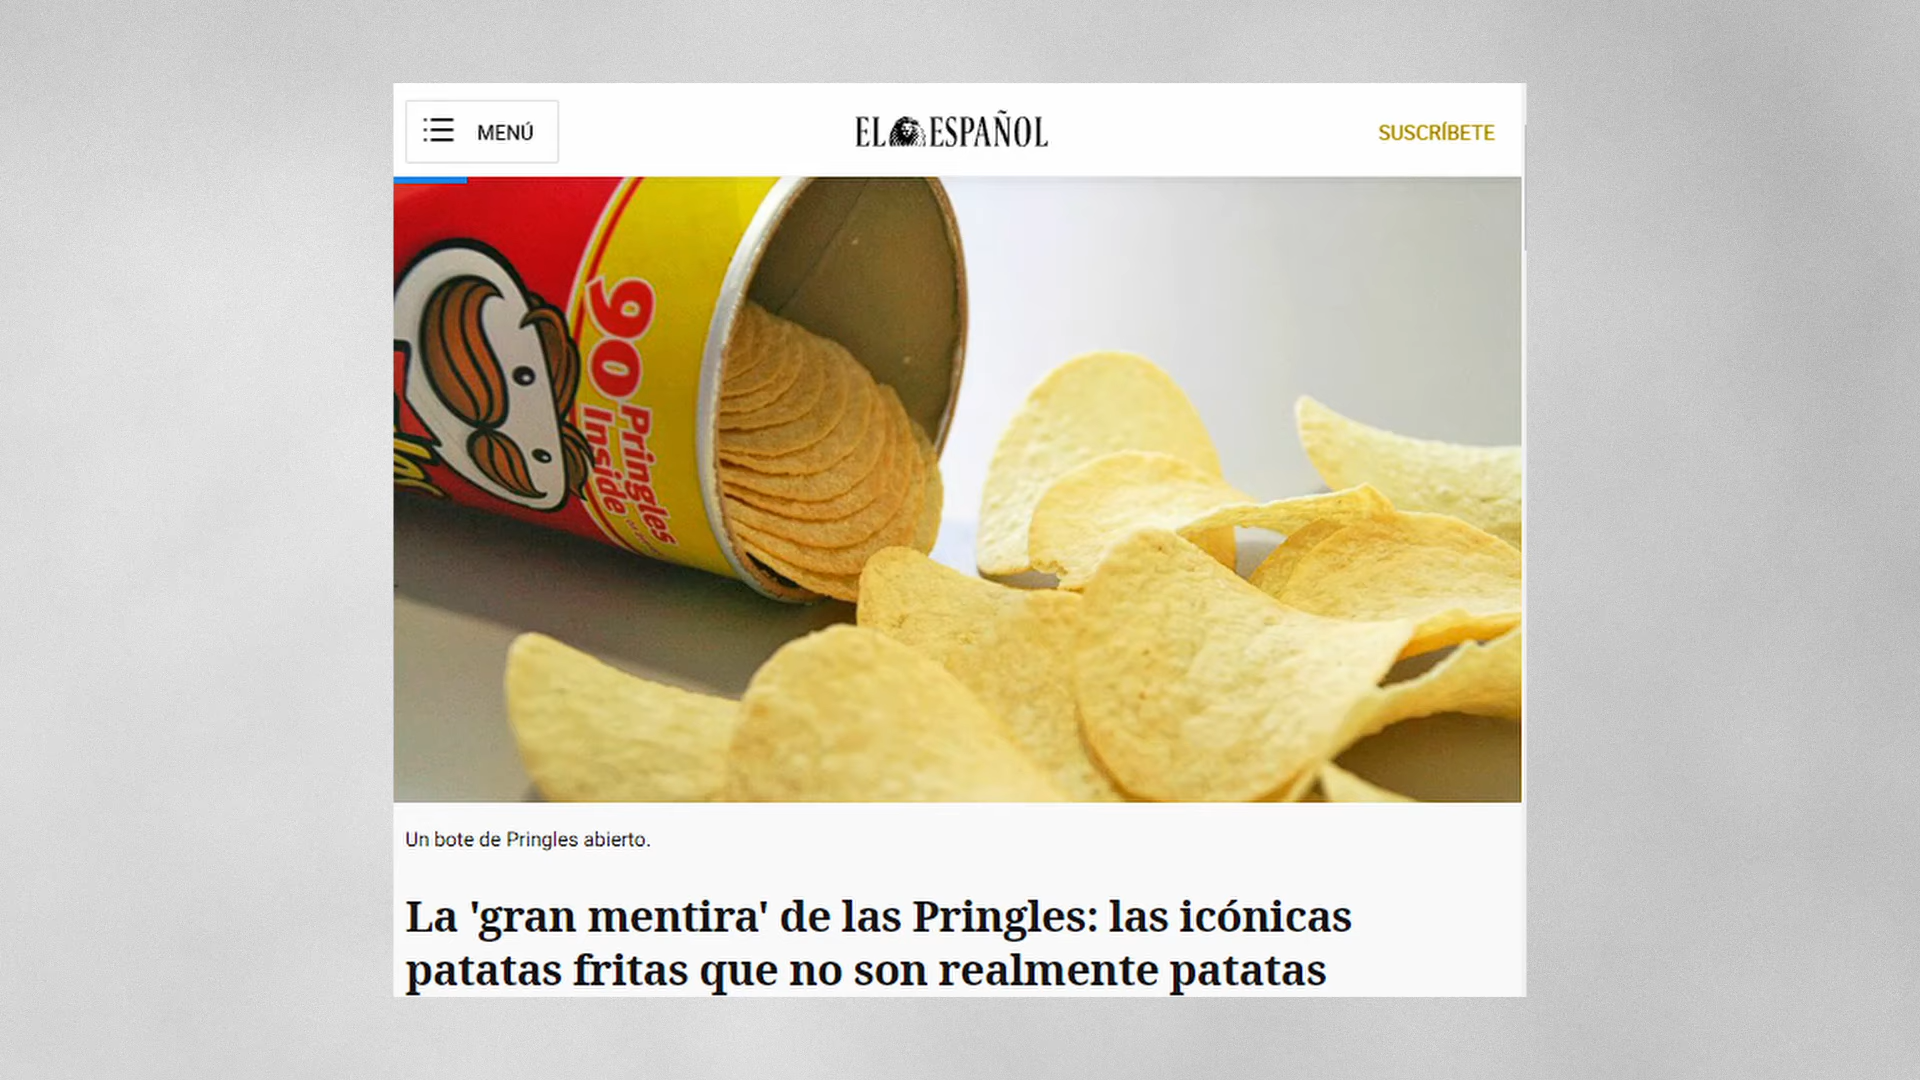 MENÚ
EL ESPAÑOL
SUSCRÍBETE
90
Pringles
Inside
Un bote de Pringles abierto.
La 'gran mentira' de las Pringles: las icónicas
patatas fritas que no son realmente patatas